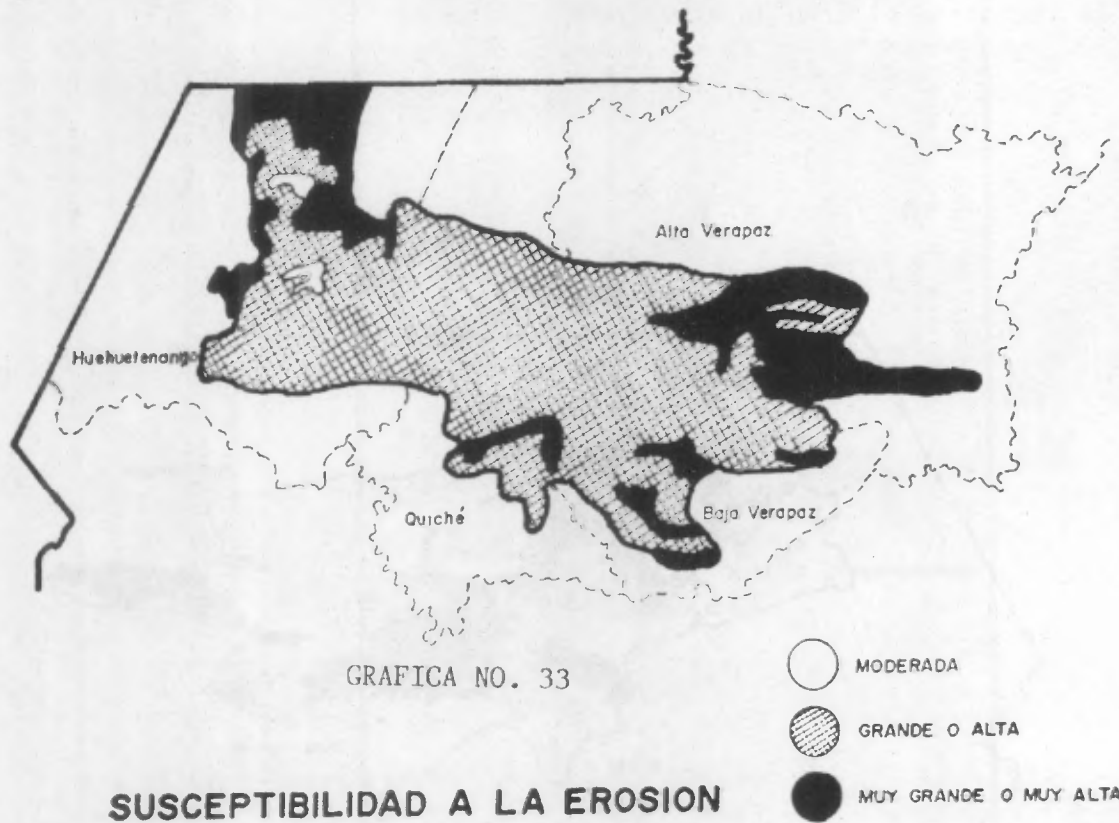 Alta Verapaz
Huehuetenango
Quiché
Baja Verapaz
GRAFICA NO. 33
MODERADA
GRANDE O ALTA
MUY GRANDE O MUY ALTA
SUSCEPTIBILIDAD A LA EROSION